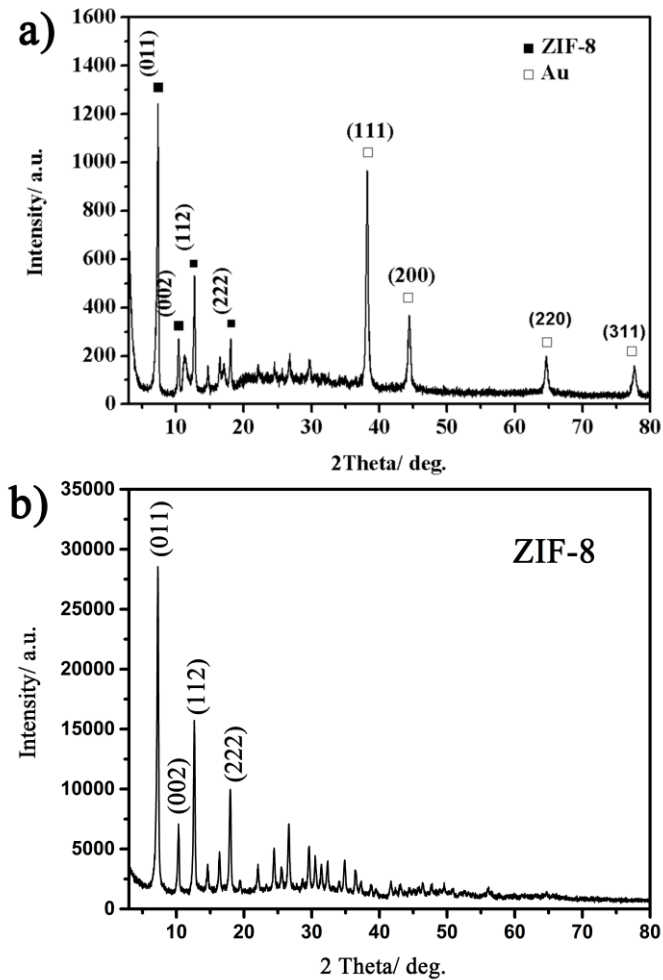 a)
1600
1400
1200
1000
800
600
400
200
0
Intensity/ a.u.
(011)
(002)
(112)
(222)
■ ZIF-8
□ Au
(111)
(200)
(220)
(311)
10 20 30 40 50 60 70 80
2Theta/ deg.
b)
35000
30000
25000
20000
15000
10000
5000
0
Intensity/ a.u.
(011)
(002)
(112)
(222)
ZIF-8
10 20 30 40 50 60 70 80
2 Theta/ deg.